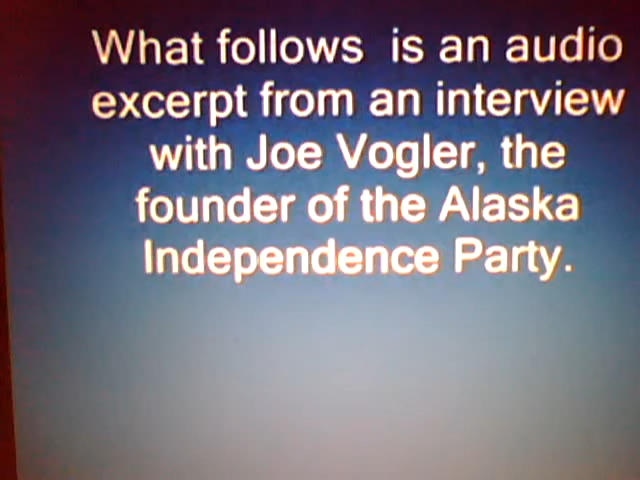 What follows is an audio
excerpt from an interview
with Joe Vogler, the
founder of the Alaska
Independence Party.